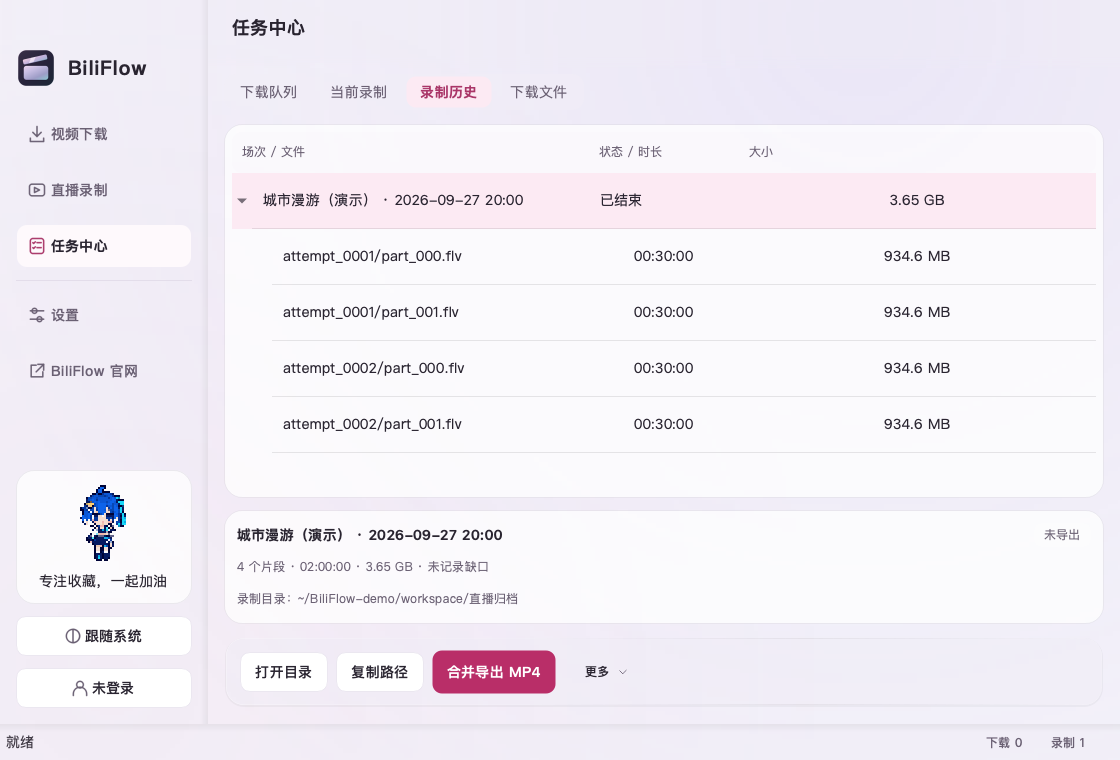 任务中心
BiliFlow
下载队列 当前录制 录制历史 下载文件
视频下载
直播录制
任务中心
设置
BiliFlow 官网
专注收藏，一起加油
跟随系统
未登录
场次 / 文件 状态 / 时长 大小
城市漫游（演示） · 2026-09-27 20:00 已结束 3.65 GB
attempt_0001/part_000.flv 00:30:00 934.6 MB
attempt_0001/part_001.flv 00:30:00 934.6 MB
attempt_0002/part_000.flv 00:30:00 934.6 MB
attempt_0002/part_001.flv 00:30:00 934.6 MB
城市漫游（演示） · 2026-09-27 20:00 未导出
4 个片段 · 02:00:00 · 3.65 GB · 未记录缺口
录制目录：~/BiliFlow-demo/workspace/直播归档
打开目录 复制路径 合并导出 MP4 更多
就绪 下载 0 录制 1